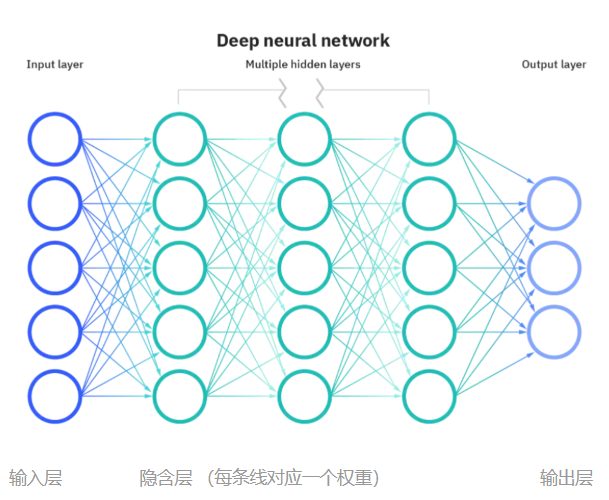 Deep neural network
Input layer
Multiple hidden layers
Output layer
输入层
隐含层 （每条线对应一个权重）
输出层